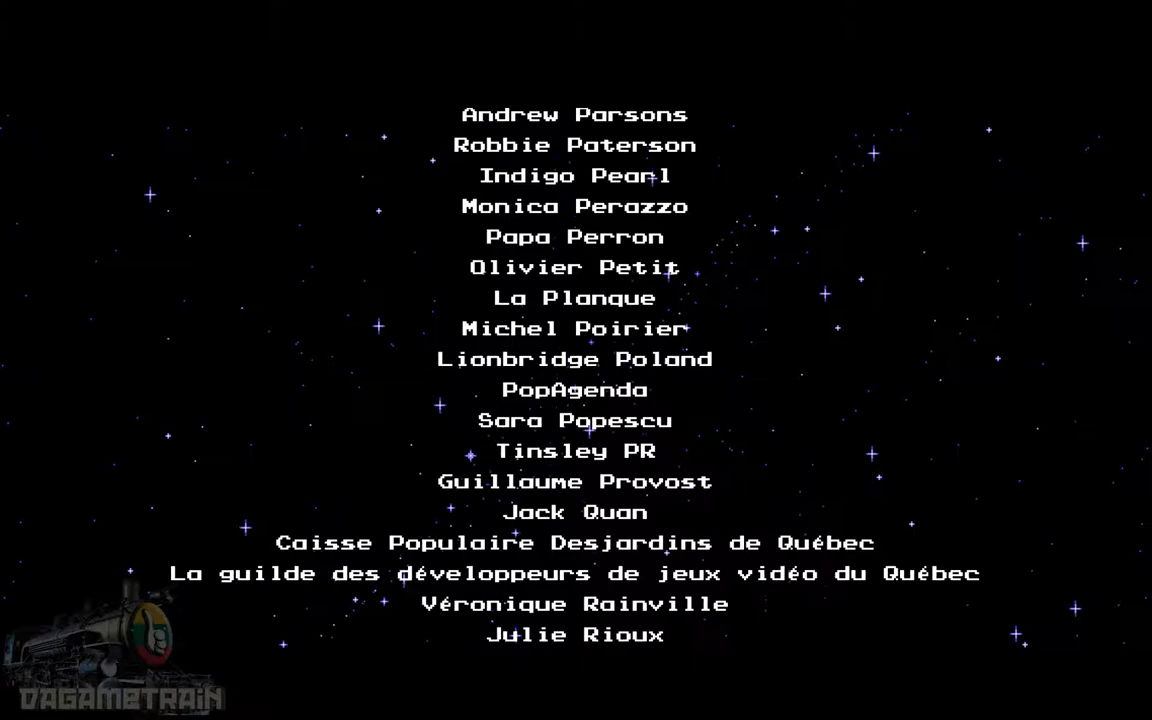 Andrew Parsons
Robbie Paterson
Indigo Pearl
Monica Perazzo
Papa Perron
Olivier Petit
La Planque
Michel Poirier
Lionbridge Poland
PopAgenda
Sara Popescu
Tinsley PR
Guillaume Provost
Jack Quan
Caisse Populaire Desjardins de Québec
La guilde des développeurs de jeux vidéo du Québec
Véronique Rainville
Julie Rioux
DAGAMETRAiN